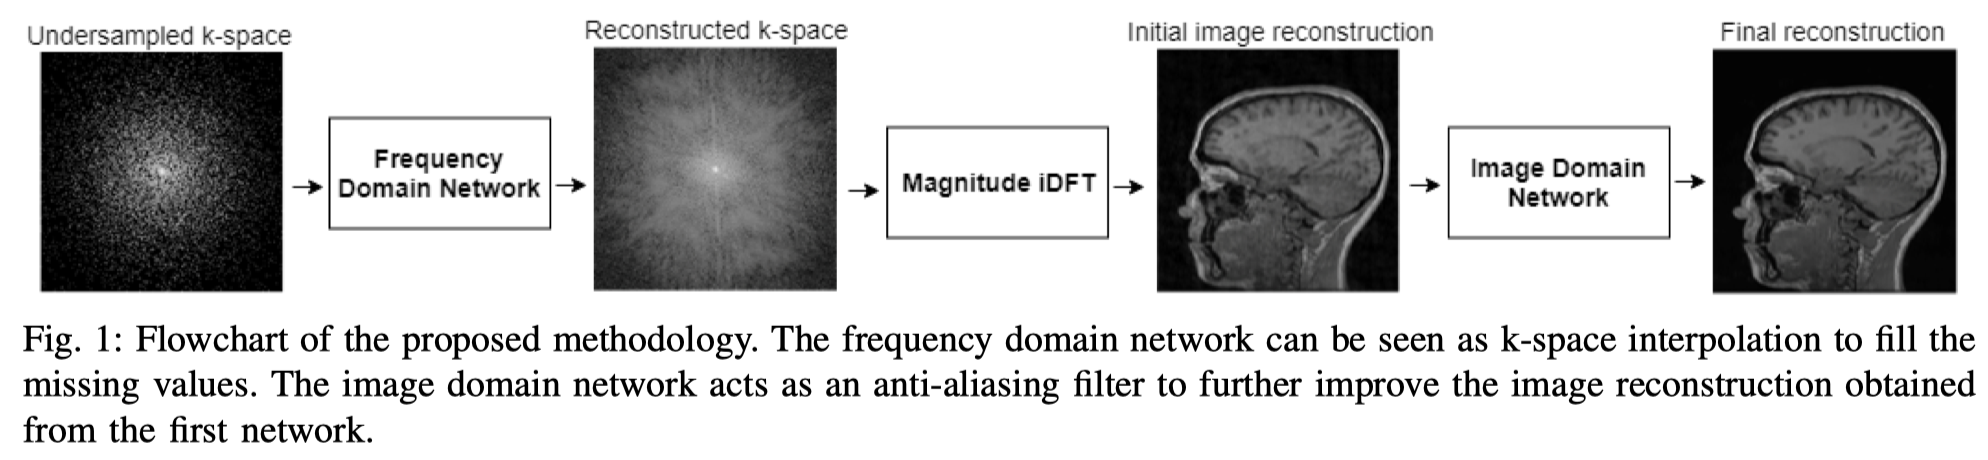 Undersampled k-space
Reconstructed k-space
Initial image reconstruction
Final reconstruction
Frequency
Domain Network
Magnitude iDFT
Image Domain
Network
Fig. 1: Flowchart of the proposed methodology. The frequency domain network can be seen as k-space interpolation to fill the
missing values. The image domain network acts as an anti-aliasing filter to further improve the image reconstruction obtained
from the first network.